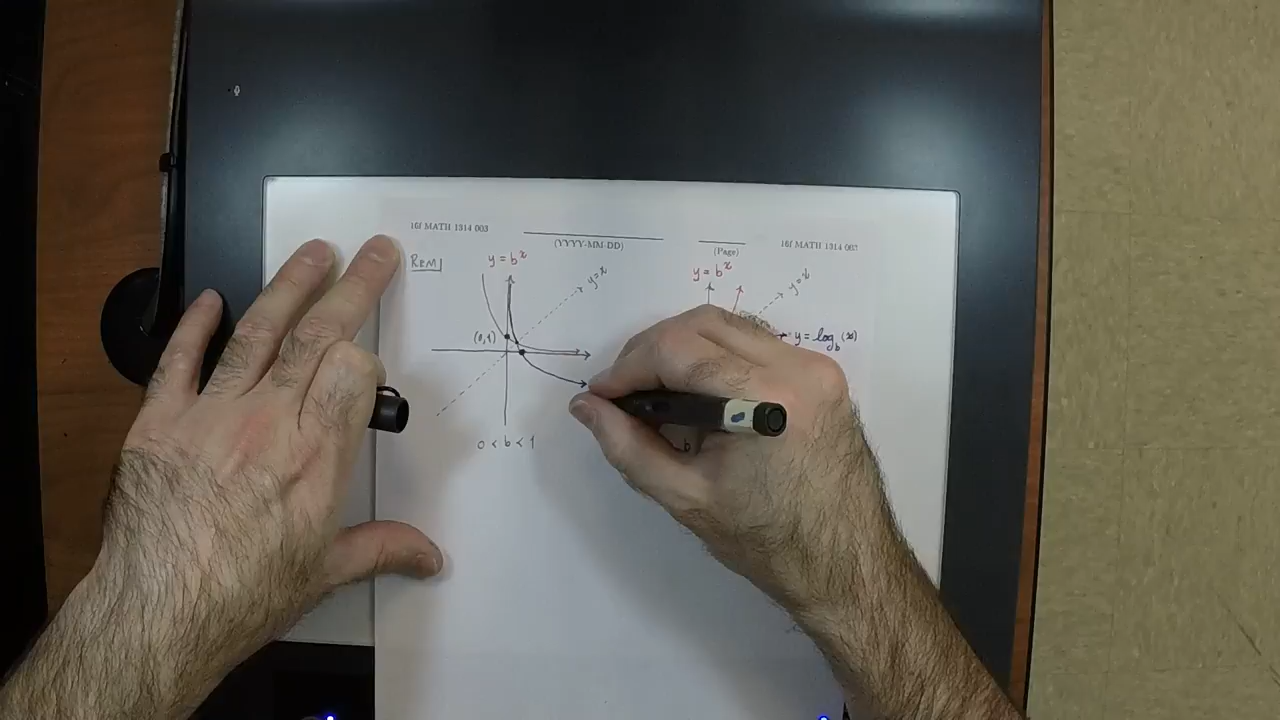 16f MATH 1314 003
(YYYY-MM-DD)
(Page)
16f MATH 1314 003
REM
y = b^x
y=x
(0,1)
0 < b < 1
y = b^x
y = log_b (x)
b